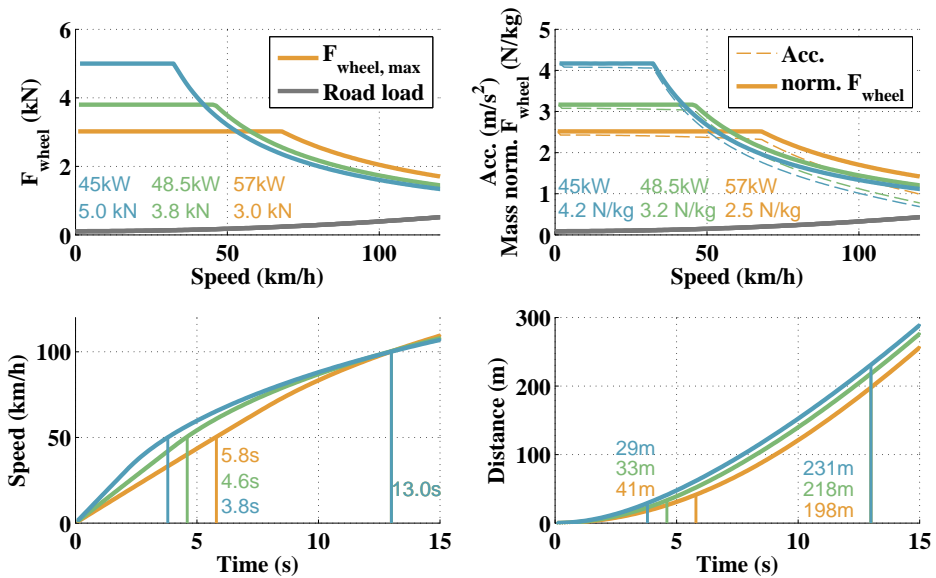 F_wheel (kN)
6
4
2
0
F_wheel, max
Road load
45kW 48.5kW 57kW
5.0 kN 3.8 kN 3.0 kN
0 50 100
Speed (km/h)
Acc. (m/s²)
Mass norm. F_wheel (N/kg)
5
4
3
2
1
0
Acc.
norm. F_wheel
45kW 48.5kW 57kW
4.2 N/kg 3.2 N/kg 2.5 N/kg
0 50 100
Speed (km/h)
Speed (km/h)
100
50
0
5.8s
4.6s
3.8s
13.0s
0 5 10 15
Time (s)
Distance (m)
300
200
100
0
29m
33m
41m
231m
218m
198m
0 5 10 15
Time (s)